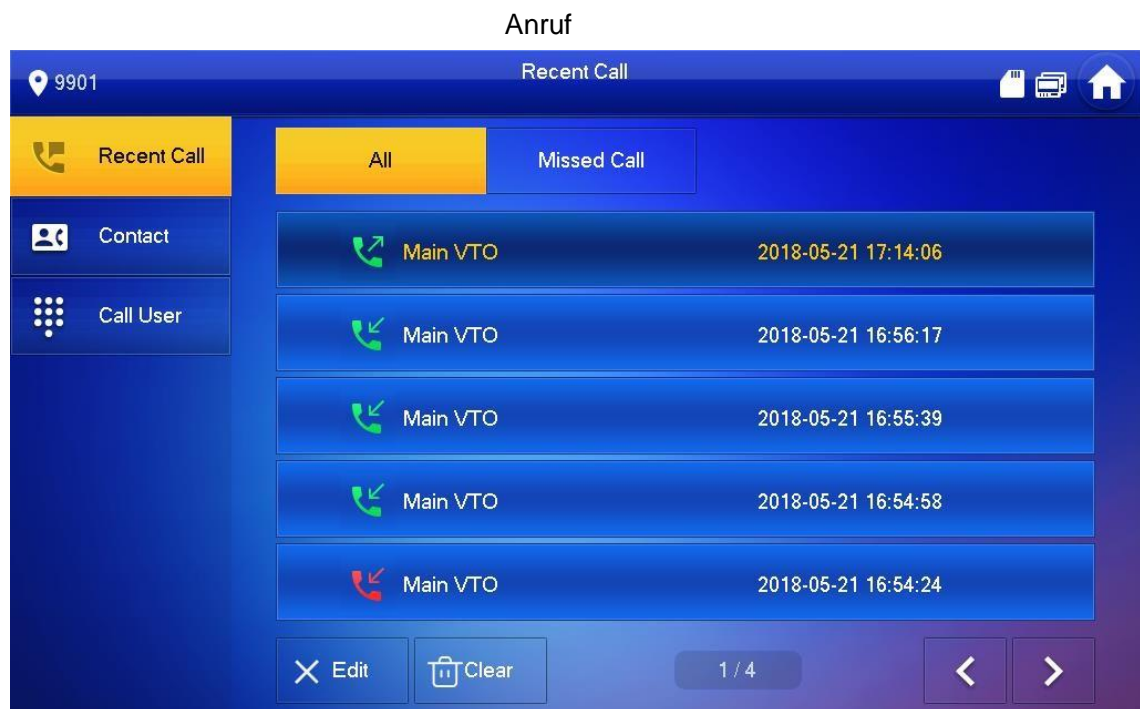 Anruf
9901 Recent Call
Recent Call All Missed Call
Contact Main VTO 2018-05-21 17:14:06
Call User Main VTO 2018-05-21 16:56:17
Main VTO 2018-05-21 16:55:39
Main VTO 2018-05-21 16:54:58
Main VTO 2018-05-21 16:54:24
Edit Clear 1 / 4